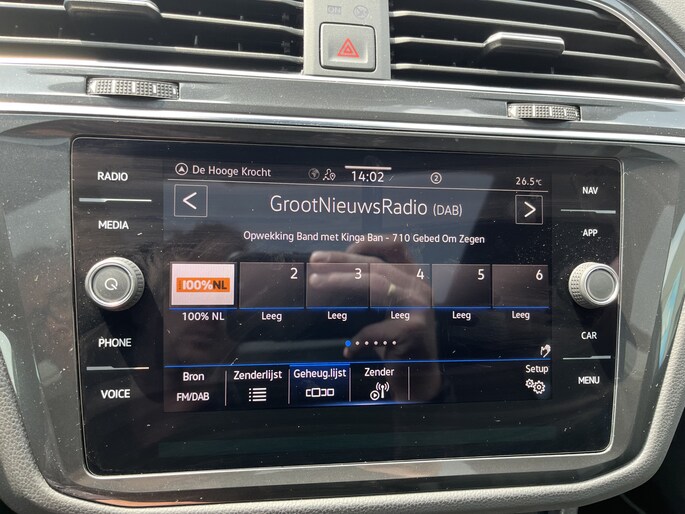 RADIO
MEDIA
PHONE
VOICE
NAV
APP
CAR
MENU
De Hooge Krocht
14:02
2
26.5°C
< GrootNieuwsRadio (DAB) >
Opwekking Band met Kinga Ban - 710 Gebed Om Zegen
100%NL 2 3 4 5 6
100% NL Leeg Leeg Leeg Leeg Leeg
Bron Zenderlijst Geheug.lijst Zender Setup
FM/DAB